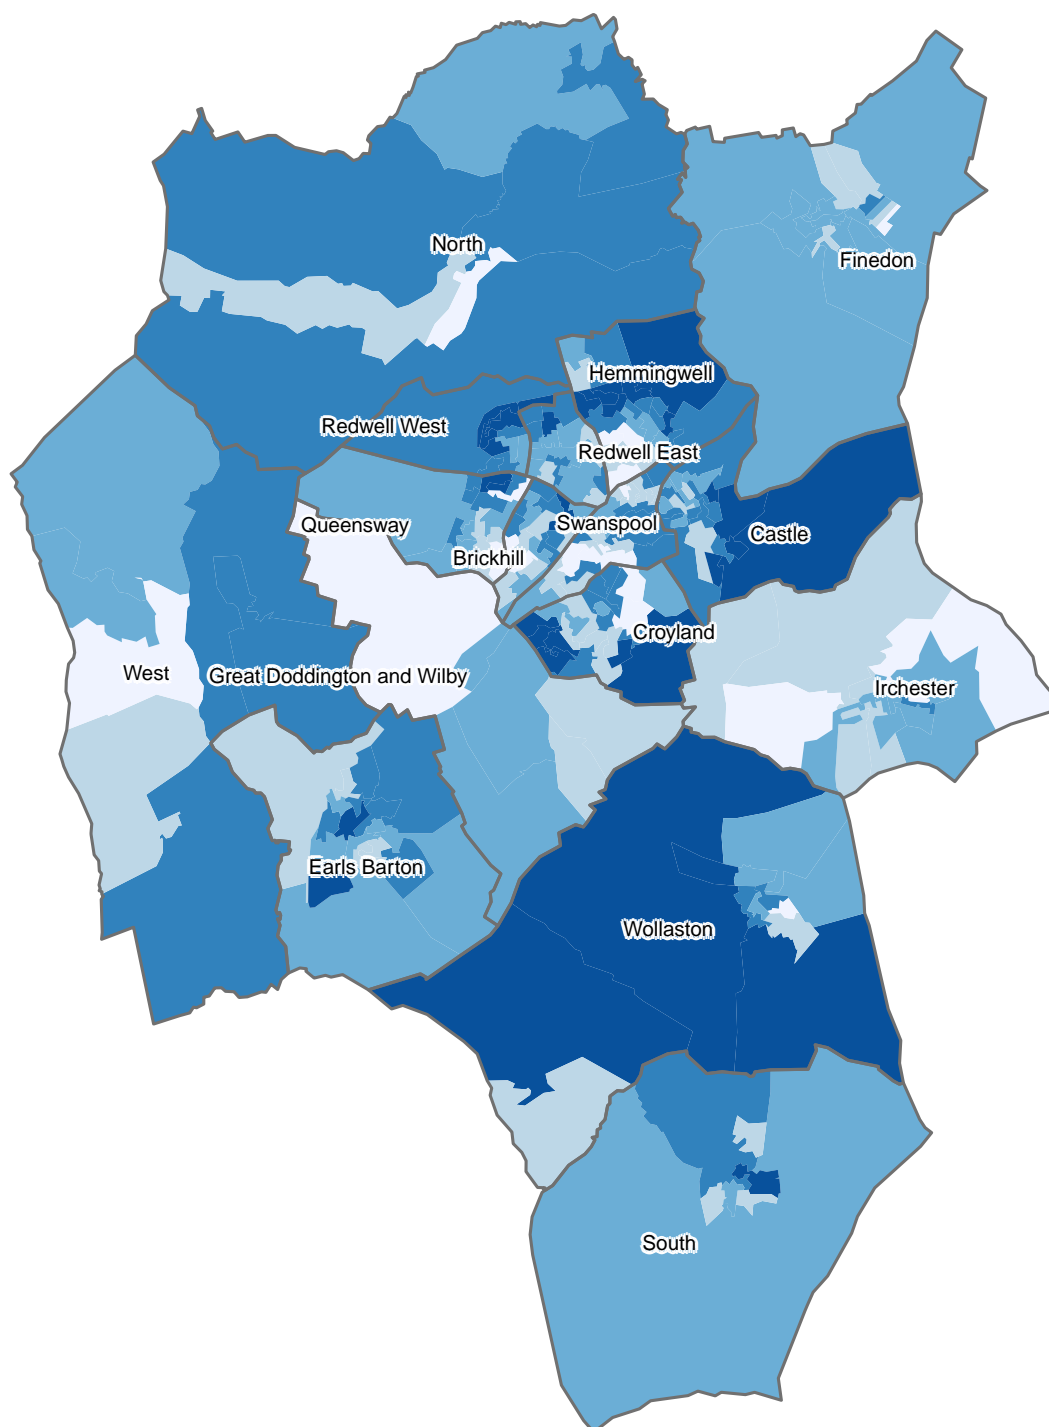 North
Finedon
Hemmingwell
Redwell West
Redwell East
Queensway
Swanspool
Castle
Brickhill
Croyland
West
Great Doddington and Wilby
Irchester
Earls Barton
Wollaston
South